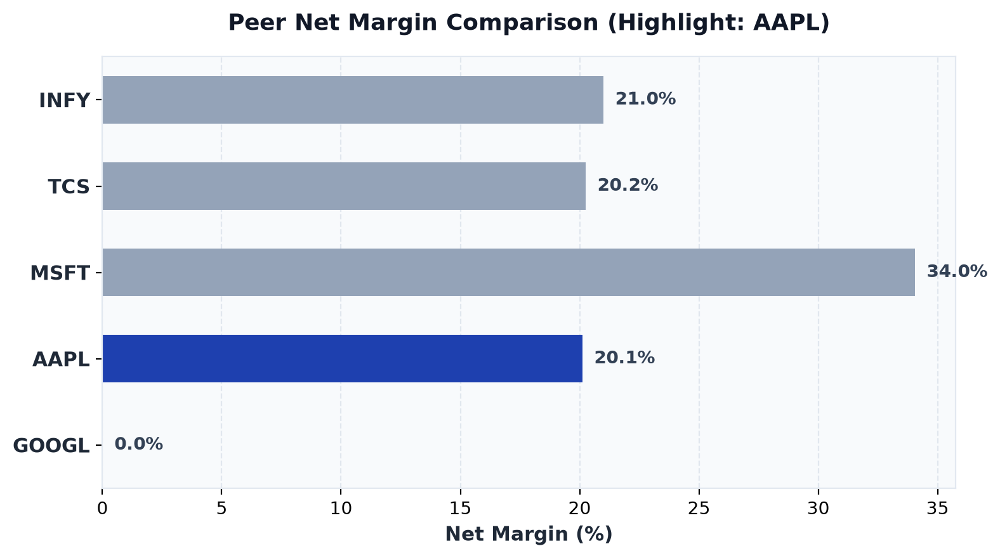 Peer Net Margin Comparison (Highlight: AAPL)
INFY 21.0%
TCS 20.2%
MSFT 34.0%
AAPL 20.1%
GOOGL 0.0%
0 5 10 15 20 25 30 35
Net Margin (%)